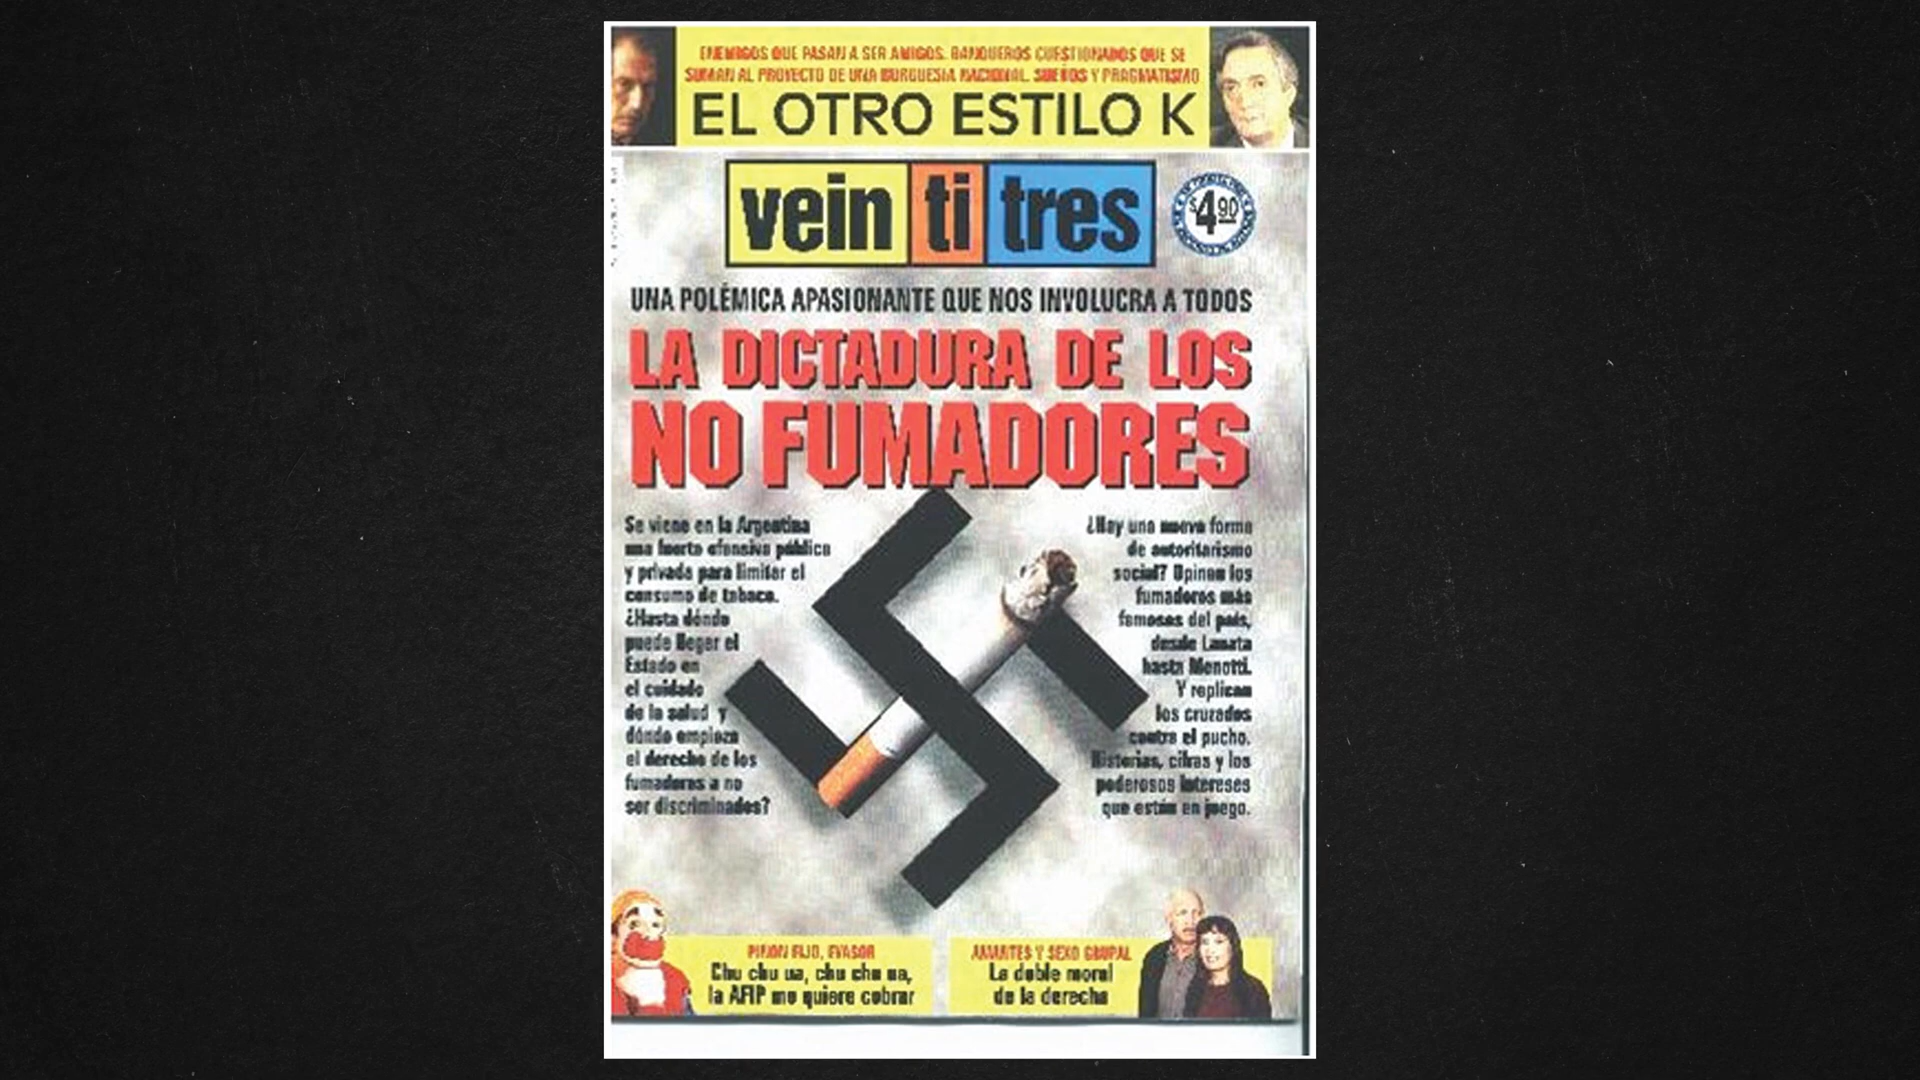 ENEMIGOS QUE PASAN A SER AMIGOS. BANQUEROS CUESTIONADOS QUE SE
SUMAN AL PROYECTO DE UNA BURGUESIA NACIONAL. SUEÑOS Y PRAGMATISMO
EL OTRO ESTILO K
veintitres
$4,90
UNA POLÉMICA APASIONANTE QUE NOS INVOLUCRA A TODOS
LA DICTADURA DE LOS
NO FUMADORES
Se viene en la Argentina
una fuerte ofensiva pública
y privada para limitar el
consumo de tabaco.
¿Hasta dónde
puede llegar el
Estado en
el cuidado
de la salud y
dónde empieza
el derecho de los
fumadores a no
ser discriminados?
¿Hay una nueva forma
de autoritarismo
social? Opinan los
fumadores más
famosos del país,
desde Lanata
hasta Menotti.
Y replican
los cruzados
contra el pucho.
Historias, cifras y los
poderosos intereses
que están en juego.
PIÑON FIJO, EVASOR
Chu chu ua, chu chu ua,
la AFIP me quiere cobrar
AMANTES Y SEXO GRUPAL
La doble moral
de la derecha